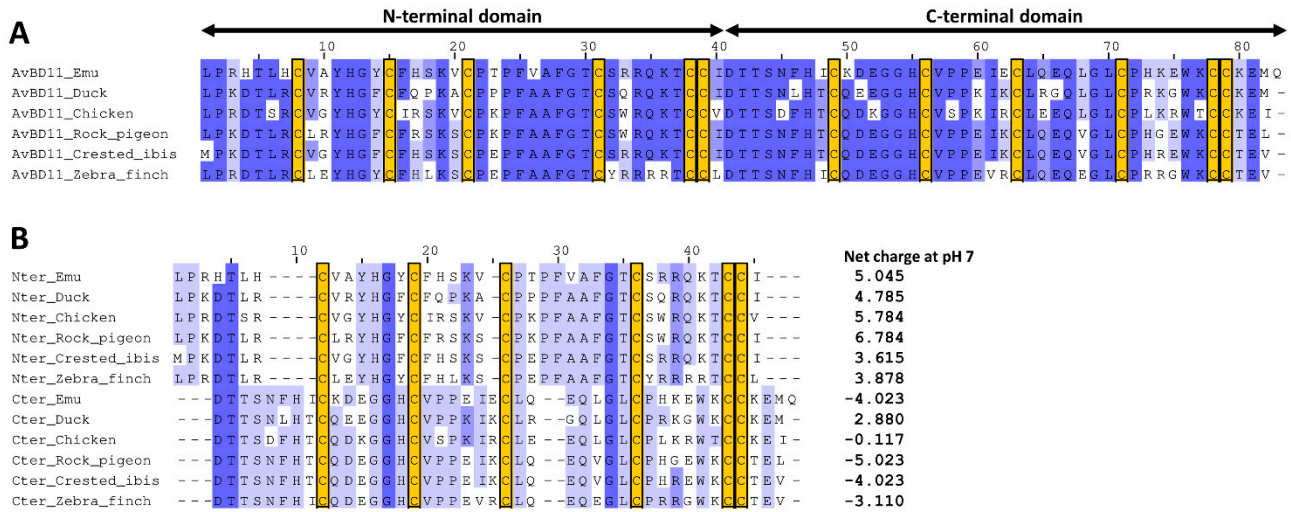 N-terminal domain C-terminal domain
A
10 20 30 40 50 60 70 80
AvBD11_Emu LPRHTLHCVAYHGYCFHSKVCPTPFVAFGTCSRRQKTCCIDTTSNFHICKDEGGHCVPPEIECLQEQLGLCPHKEWKCCKEMQ
AvBD11_Duck LPKDTLRCVRYHGFCFQPKACPPPFAAFGTCSQRQKTCCIDTTSNLHTCQEEGGHCVPPKIKCLRGQLGLCPRKGWKCCKEM-
AvBD11_Chicken LPRDTSRCVGYHGYCIRSKVCPKPFAAFGTCSWRQKTCCVDTTSDFHTCQDKGGHCVSPKIRCLEEQLGLCPLKRWTCCKEI-
AvBD11_Rock_pigeon LPKDTLRCLRYHGFCFRSKSCPKPFAAFGTCSWRQKTCCIDTTSNFHTCQDEGGHCVPPEIKCLQEQVGLCPHGEWKCCTEL-
AvBD11_Crested_ibis MPKDTLRCVGYHGFCFHSKSCPEPFAAFGTCSRRQKTCCIDTTSNFHTCQDEGGHCVPPEIKCLQEQVGLCPHREWKCCTEV-
AvBD11_Zebra_finch LPRDTLRCLEYHGYCFHLKSCPEPFAAFGTCYRRRRTCCLDTTSNFHICQDEGGHCVPPEVRCLQEQEGLCPRRGWKCCTEV-
B
10 20 30 40 Net charge at pH 7
Nter_Emu LPRHTLH----CVAYHGYCFHSKV-CPTPFVAFGTCSRRQKTCCI--- 5.045
Nter_Duck LPKDTLR----CVRYHGFCFQPKA-CPPPFAAFGTCSQRQKTCCI--- 4.785
Nter_Chicken LPRDTSR----CVGYHGYCIRSKV-CPKPFAAFGTCSWRQKTCCV--- 5.784
Nter_Rock_pigeon LPKDTLR----CLRYHGFCFRSKS-CPKPFAAFGTCSWRQKTCCI--- 6.784
Nter_Crested_ibis MPKDTLR----CVGYHGFCFHSKS-CPEPFAAFGTCSRRQKTCCI--- 3.615
Nter_Zebra_finch LPRDTLR----CLEYHGYCFHLKS-CPEPFAAFGTCYRRRRTCCL--- 3.878
Cter_Emu ---DTTSNFHICKDEGGHCVPPEIECLQ--EQLGLCPHKEWKCCKEMQ -4.023
Cter_Duck ---DTTSNLHTCQEEGGHCVPPKIKCLR--GQLGLCPRKGWKCCKEM- 2.880
Cter_Chicken ---DTTSDFHTCQDKGGHCVSPKIRCLE--EQLGLCPLKRWTCCKEI- -0.117
Cter_Rock_pigeon ---DTTSNFHTCQDEGGHCVPPEIKCLQ--EQVGLCPHGEWKCCTEL- -5.023
Cter_Crested_ibis ---DTTSNFHTCQDEGGHCVPPEIKCLQ--EQVGLCPHREWKCCTEV- -4.023
Cter_Zebra_finch ---DTTSNFHICQDEGGHCVPPEVRCLQ--EQEGLCPRRGWKCCTEV- -3.110